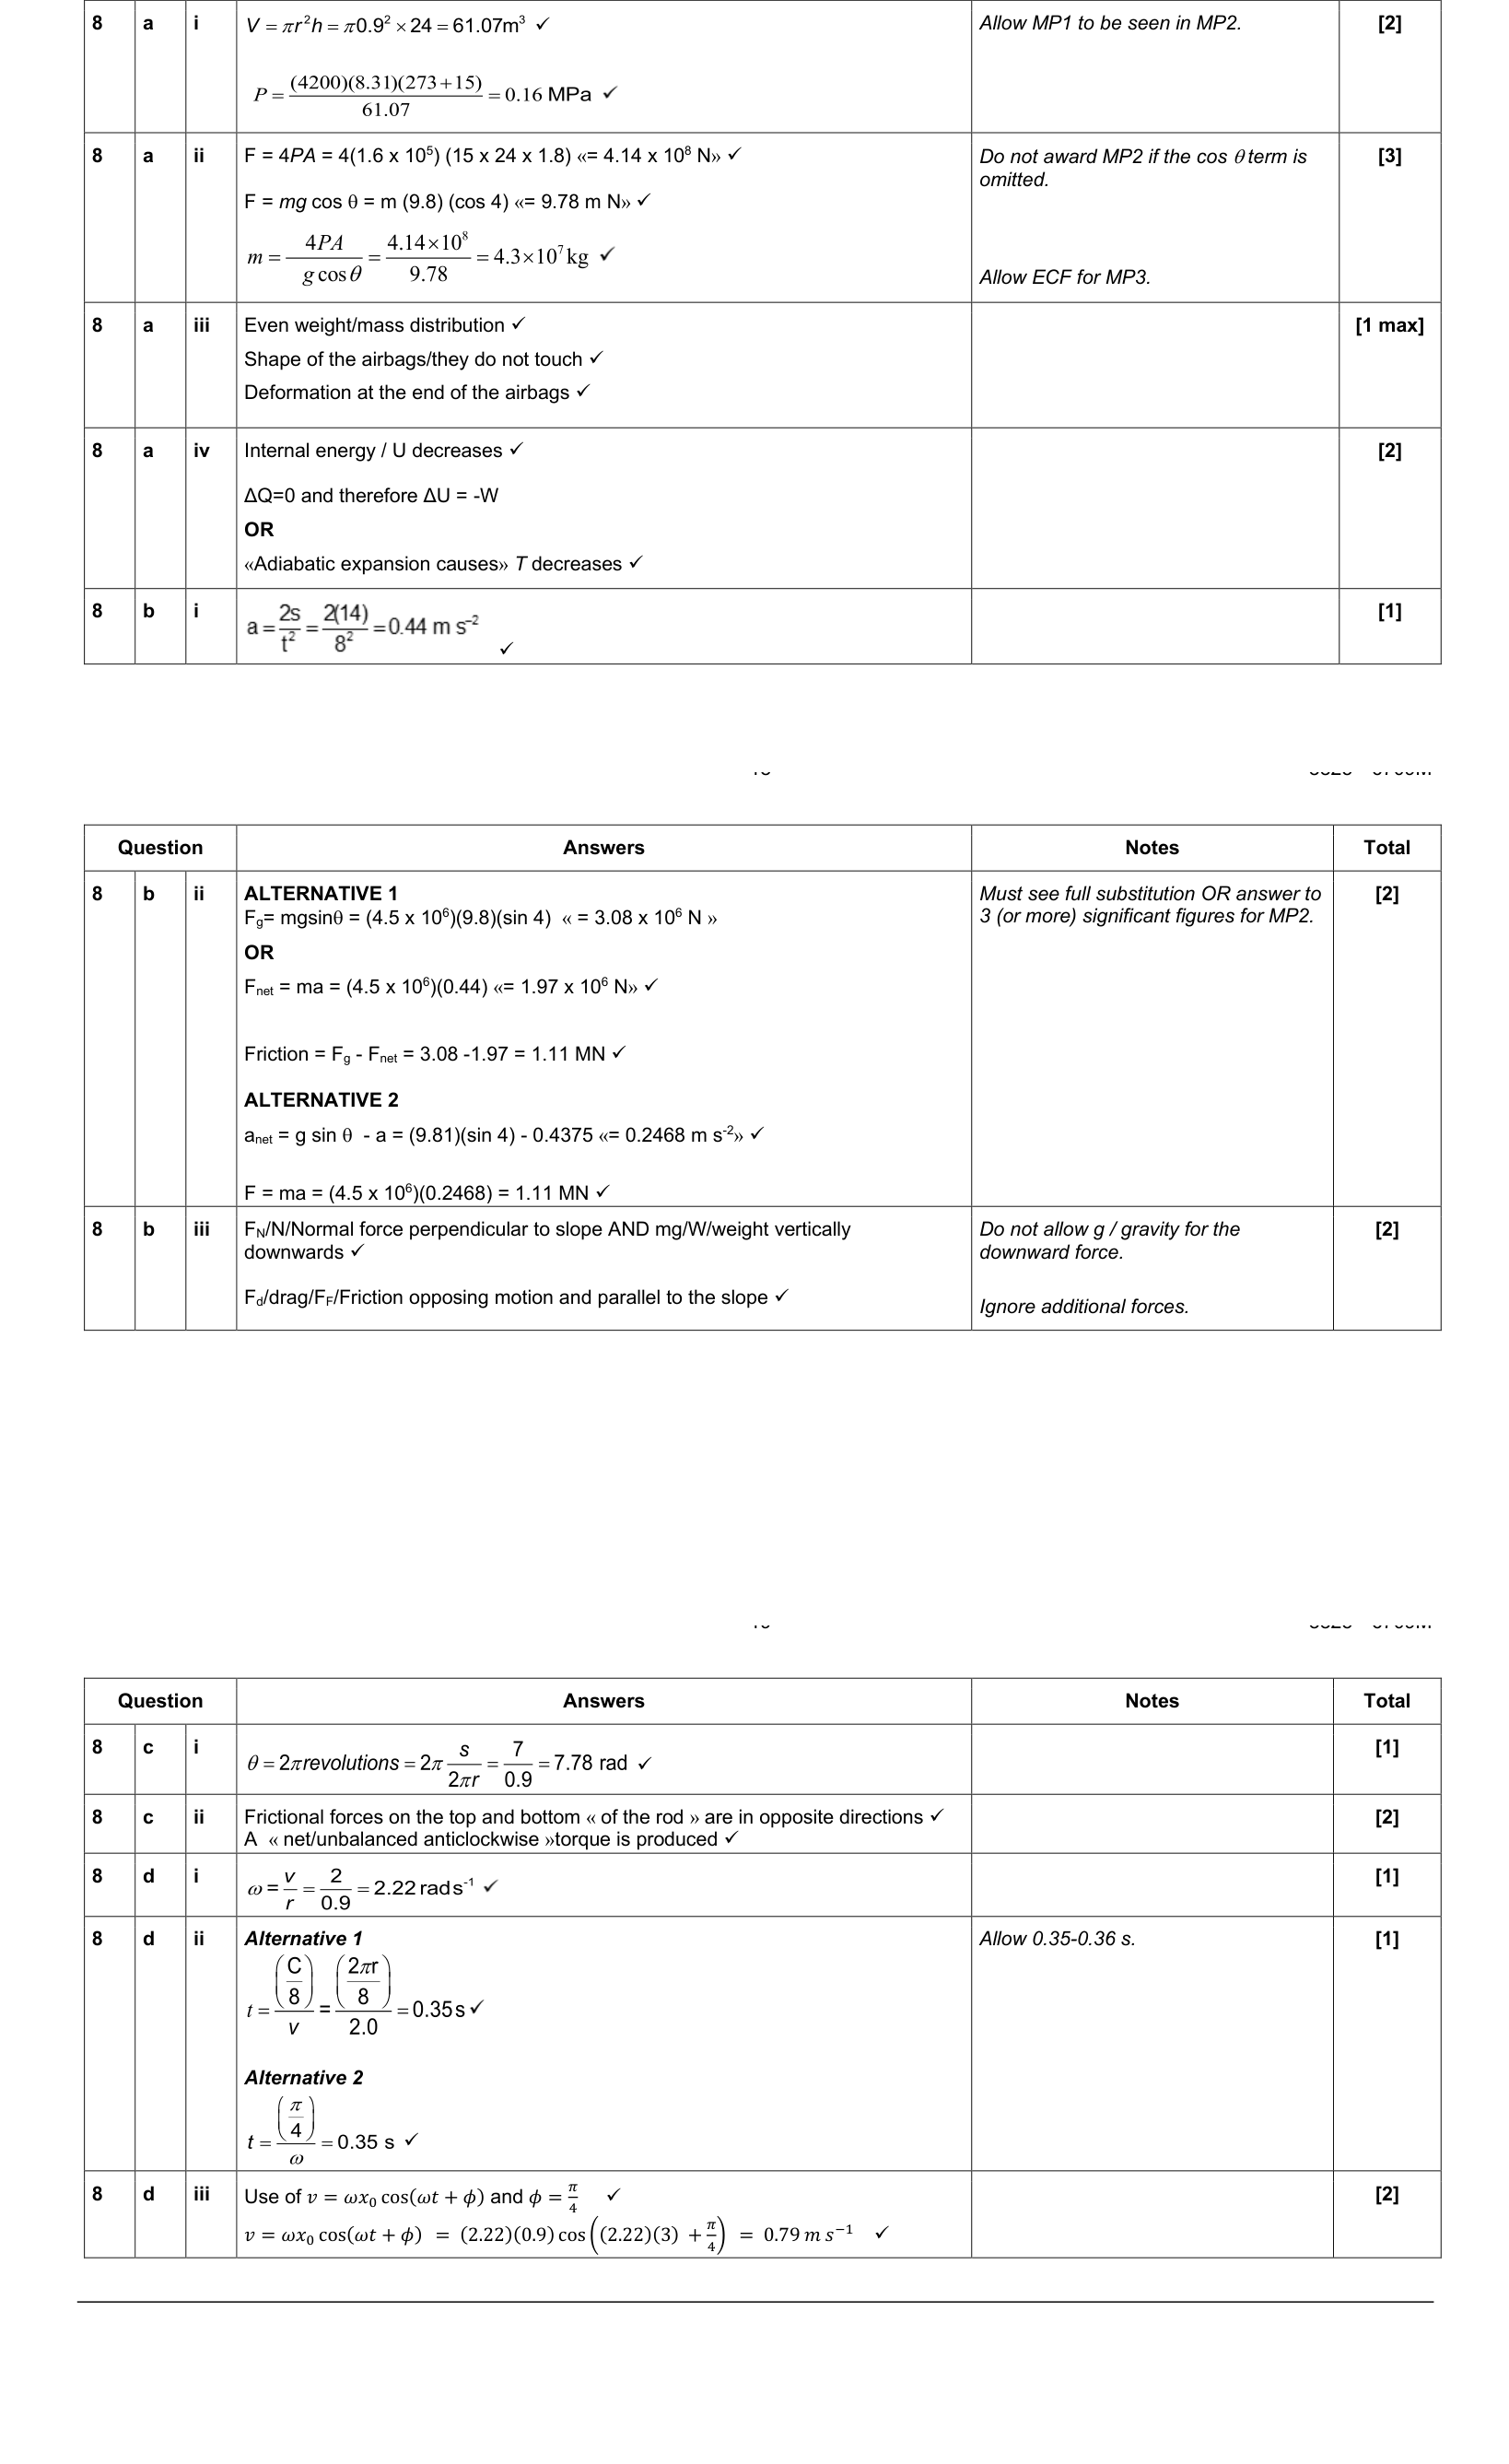 8 a i V = πr²h = π0.9² × 24 = 61.07m³ ✓ Allow MP1 to be seen in MP2. [2]
P = (4200)(8.31)(273+15) / 61.07 = 0.16 MPa ✓
8 a ii F = 4PA = 4(1.6 x 10⁵) (15 x 24 x 1.8) «= 4.14 x 10⁸ N» ✓ Do not award MP2 if the cos θ term is [3]
omitted.
F = mg cos θ = m (9.8) (cos 4) «= 9.78 m N» ✓
m = 4PA / g cos θ = 4.14×10⁸ / 9.78 = 4.3×10⁷ kg ✓
Allow ECF for MP3.
8 a iii Even weight/mass distribution ✓ [1 max]
Shape of the airbags/they do not touch ✓
Deformation at the end of the airbags ✓
8 a iv Internal energy / U decreases ✓ [2]
ΔQ=0 and therefore ΔU = -W
OR
«Adiabatic expansion causes» T decreases ✓
8 b i a = 2s / t² = 2(14) / 8² = 0.44 m s⁻² ✓ [1]
Question Answers Notes Total
8 b ii ALTERNATIVE 1 Must see full substitution OR answer to [2]
Fg= mgsinθ = (4.5 x 10⁶)(9.8)(sin 4) « = 3.08 x 10⁶ N » 3 (or more) significant figures for MP2.
OR
Fnet = ma = (4.5 x 10⁶)(0.44) «= 1.97 x 10⁶ N» ✓
Friction = Fg - Fnet = 3.08 -1.97 = 1.11 MN ✓
ALTERNATIVE 2
anet = g sin θ - a = (9.81)(sin 4) - 0.4375 «= 0.2468 m s⁻²» ✓
F = ma = (4.5 x 10⁶)(0.2468) = 1.11 MN ✓
8 b iii FN/N/Normal force perpendicular to slope AND mg/W/weight vertically Do not allow g / gravity for the [2]
downwards ✓ downward force.
Fd/drag/FF/Friction opposing motion and parallel to the slope ✓
Ignore additional forces.
Question Answers Notes Total
8 c i θ = 2πrevolutions = 2π s / 2πr = 7 / 0.9 = 7.78 rad ✓ [1]
8 c ii Frictional forces on the top and bottom « of the rod » are in opposite directions ✓ [2]
A « net/unbalanced anticlockwise »torque is produced ✓
8 d i ω = v / r = 2 / 0.9 = 2.22 rad s⁻¹ ✓ [1]
8 d ii Alternative 1 Allow 0.35-0.36 s. [1]
t = (C/8) / v = (2πr/8) / 2.0 = 0.35 s ✓
Alternative 2
t = (π/4) / ω = 0.35 s ✓
8 d iii Use of v = ωx₀ cos(ωt + ϕ) and ϕ = π/4 ✓ [2]
v = ωx₀ cos(ωt + ϕ) = (2.22)(0.9) cos((2.22)(3) + π/4) = 0.79 m s⁻¹ ✓